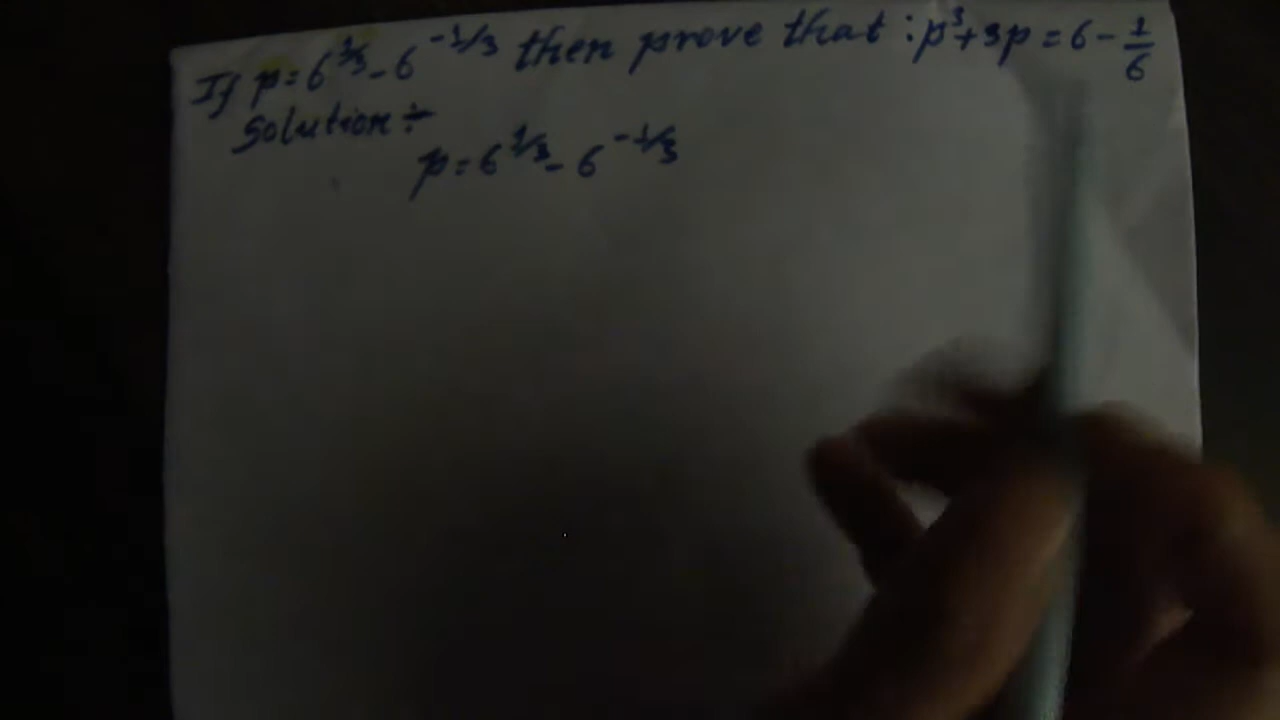 If p = 6^1/3 - 6^-1/3 then prove that : p^3 + 3p = 6 - 1/6
Solution ÷
p = 6^1/3 - 6^-1/3